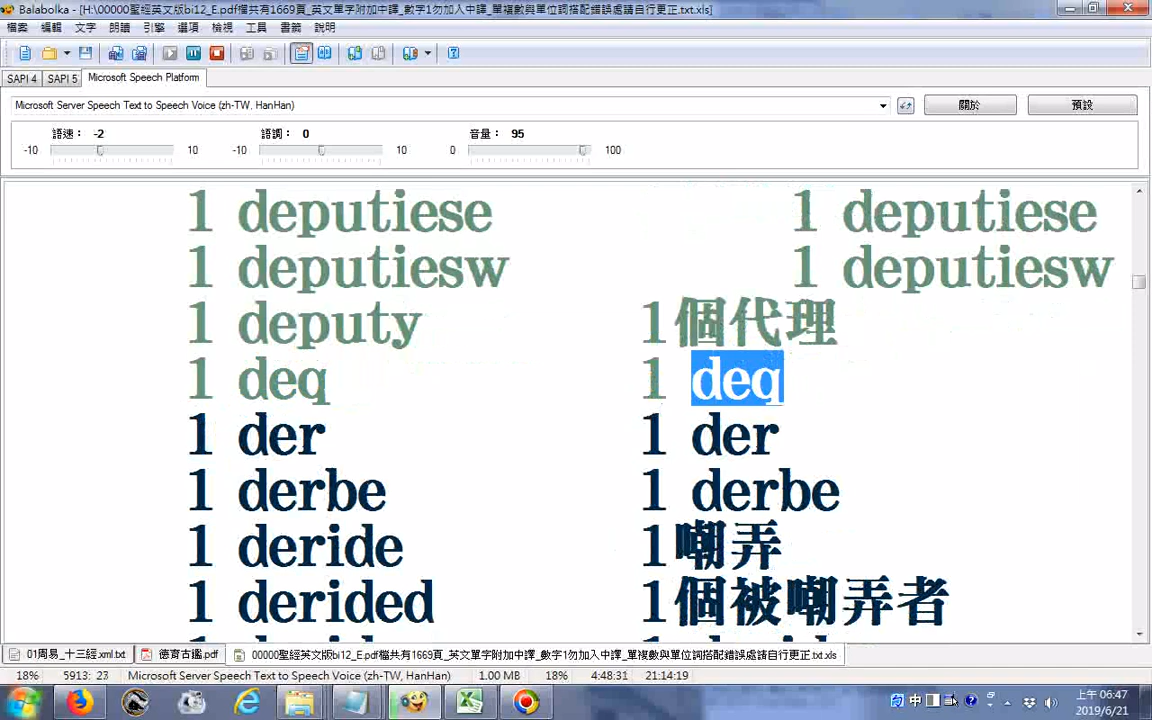 Balabolka - [H:\00000聖經英文版bi12_E.pdf檔共有1669頁_英文單字附加中譯_數字1勿加入中譯_單複數與單位詞搭配錯誤處請自行更正.txt.xls]
檔案 編輯 文字 朗讀 引擎 選項 檢視 工具 書籤 說明
SAPI 4 SAPI 5 Microsoft Speech Platform
Microsoft Server Speech Text to Speech Voice (zh-TW, HanHan) 關於 預設
語速： -2 語調： 0 音量： 95
-10 10 -10 10 0 100
1 deputiese 1 deputiese
1 deputiesw 1 deputiesw
1 deputy 1個代理
1 deq 1 deq
1 der 1 der
1 derbe 1 derbe
1 deride 1嘲弄
1 derided 1個被嘲弄者
01周易_十三經.xml.txt 德育古鑑.pdf 00000聖經英文版bi12_E.pdf檔共有1669頁_英文單字附加中譯_數字1勿加入中譯_單複數與單位詞搭配錯誤處請自行更正.txt.xls
18% 5913: 23 Microsoft Server Speech Text to Speech Voice (zh-TW, HanHan) 1.00 MB 18% 4:48:31 21:14:19
中 上午 06:47
2019/6/21